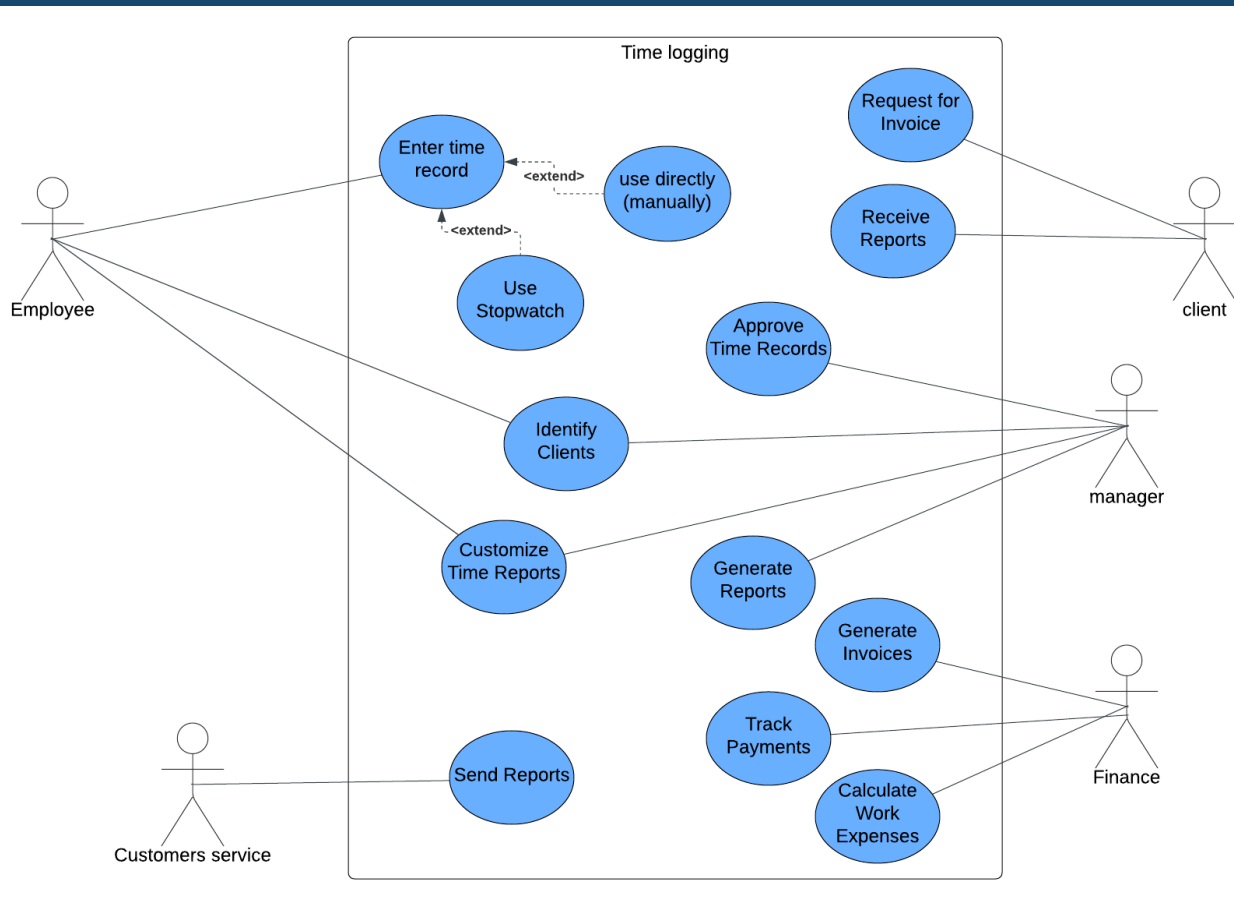 Time logging
Request for
Invoice
Enter time
record
<extend>
use directly
(manually)
Receive
Reports
<extend>
Use
Stopwatch
Employee
client
Approve
Time Records
Identify
Clients
manager
Customize
Time Reports
Generate
Reports
Generate
Invoices
Track
Payments
Send Reports
Finance
Calculate
Work
Expenses
Customers service